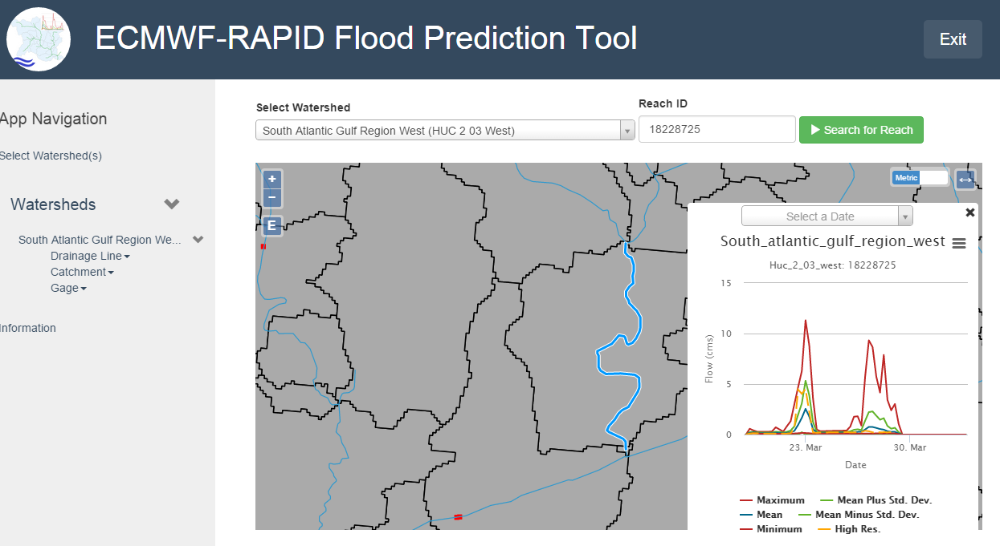 ECMWF-RAPID Flood Prediction Tool
Exit
App Navigation
Select Watershed(s)
Watersheds
South Atlantic Gulf Region We...
Drainage Line
Catchment
Gage
Information
Select Watershed
South Atlantic Gulf Region West (HUC 2 03 West)
Reach ID
18228725
Search for Reach
+
−
E
Metric
Select a Date
South_atlantic_gulf_region_west
Huc_2_03_west: 18228725
15
10
5
0
Flow (cms)
23. Mar
30. Mar
Date
Maximum
Mean Plus Std. Dev.
Mean
Mean Minus Std. Dev.
Minimum
High Res.